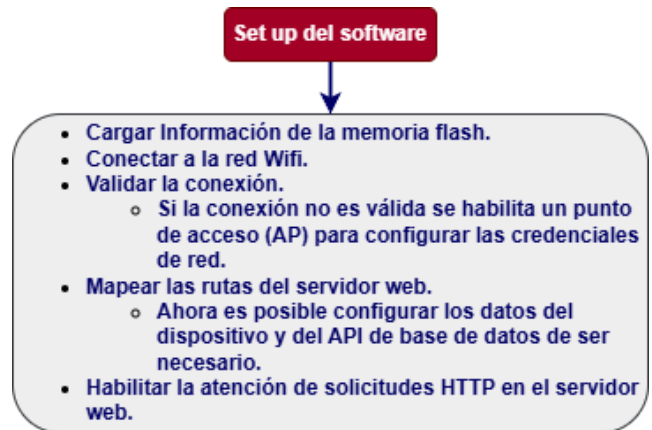 Set up del software
• Cargar Información de la memoria flash.
• Conectar a la red Wifi.
• Validar la conexión.
○ Si la conexión no es válida se habilita un punto
de acceso (AP) para configurar las credenciales
de red.
• Mapear las rutas del servidor web.
○ Ahora es posible configurar los datos del
dispositivo y del API de base de datos de ser
necesario.
• Habilitar la atención de solicitudes HTTP en el servidor
web.